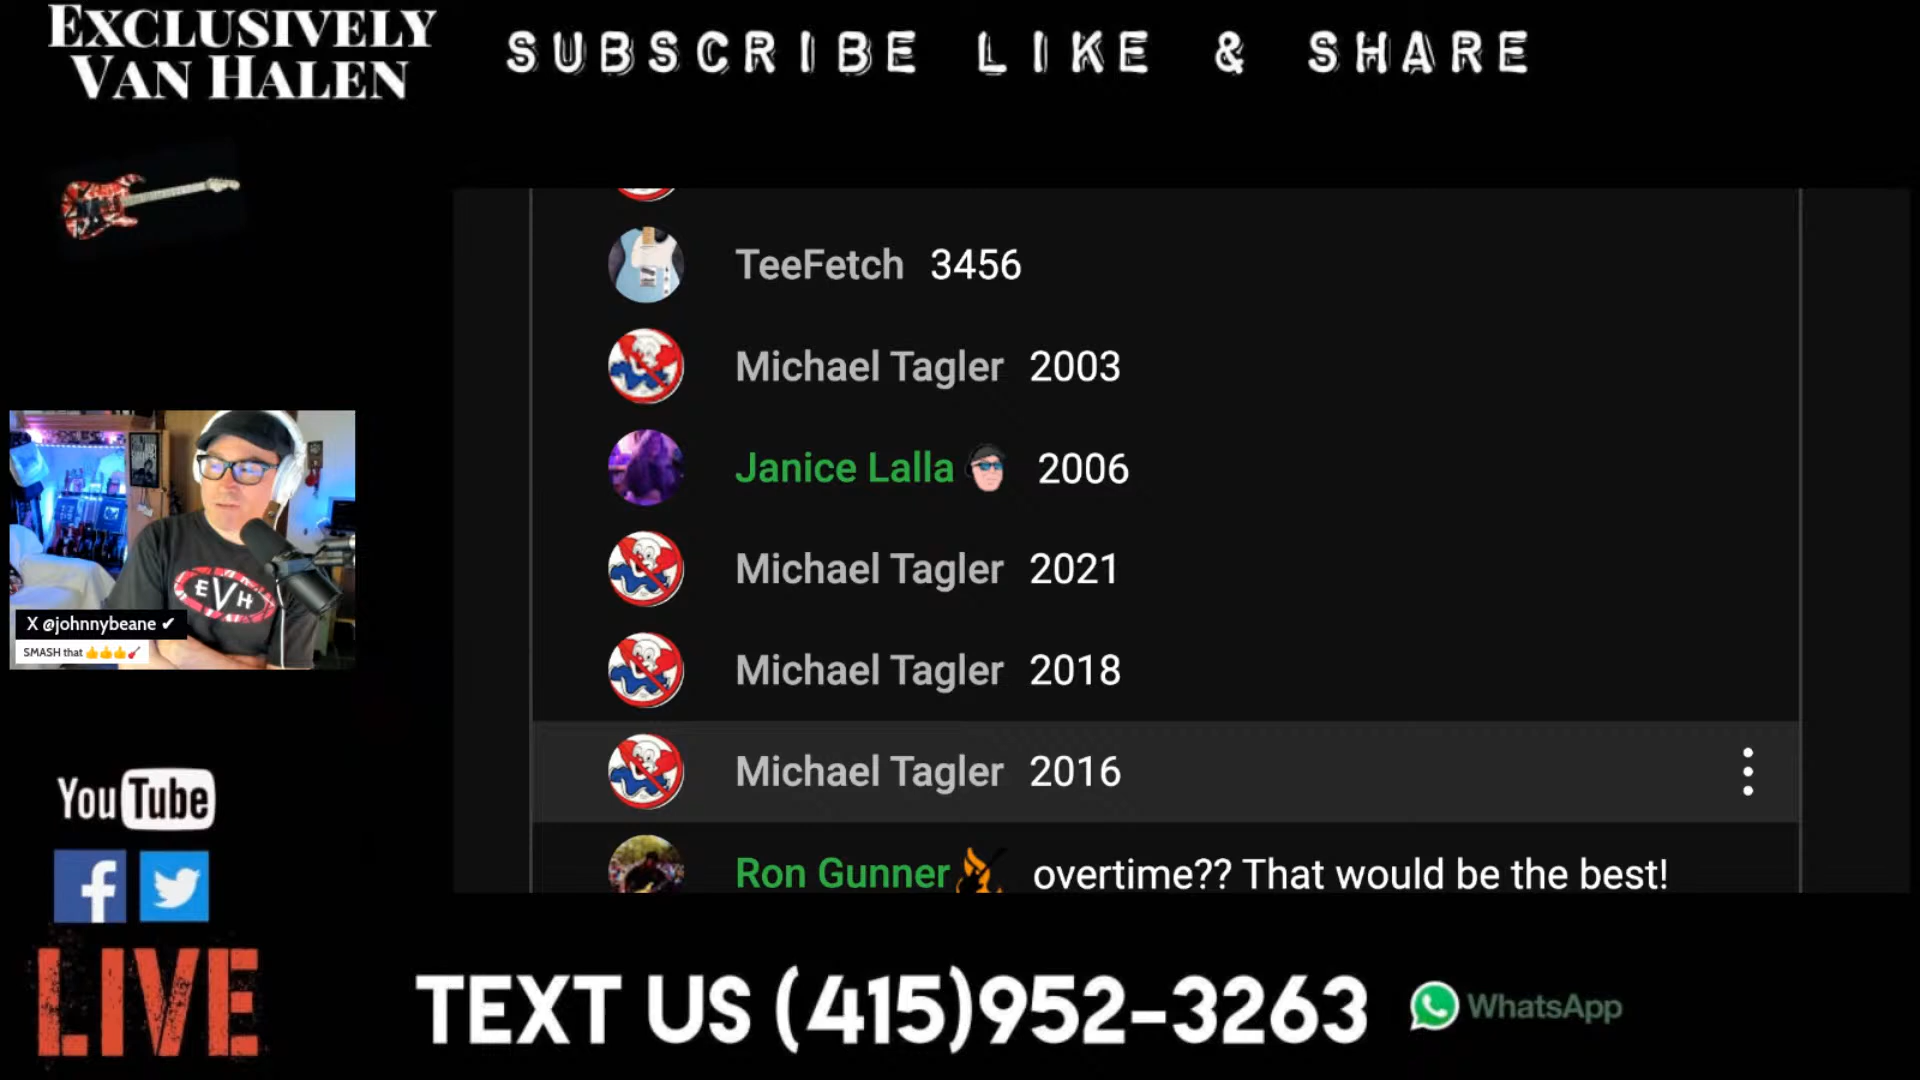 EXCLUSIVELY
VAN HALEN
SUBSCRIBE LIKE & SHARE
TeeFetch 3456
Michael Tagler 2003
Janice Lalla 2006
Michael Tagler 2021
Michael Tagler 2018
Michael Tagler 2016
Ron Gunner overtime?? That would be the best!
EVH
X @johnnybeane ✔
SMASH that 👍👍👍🎸
YouTube
LIVE
TEXT US (415)952-3263
WhatsApp